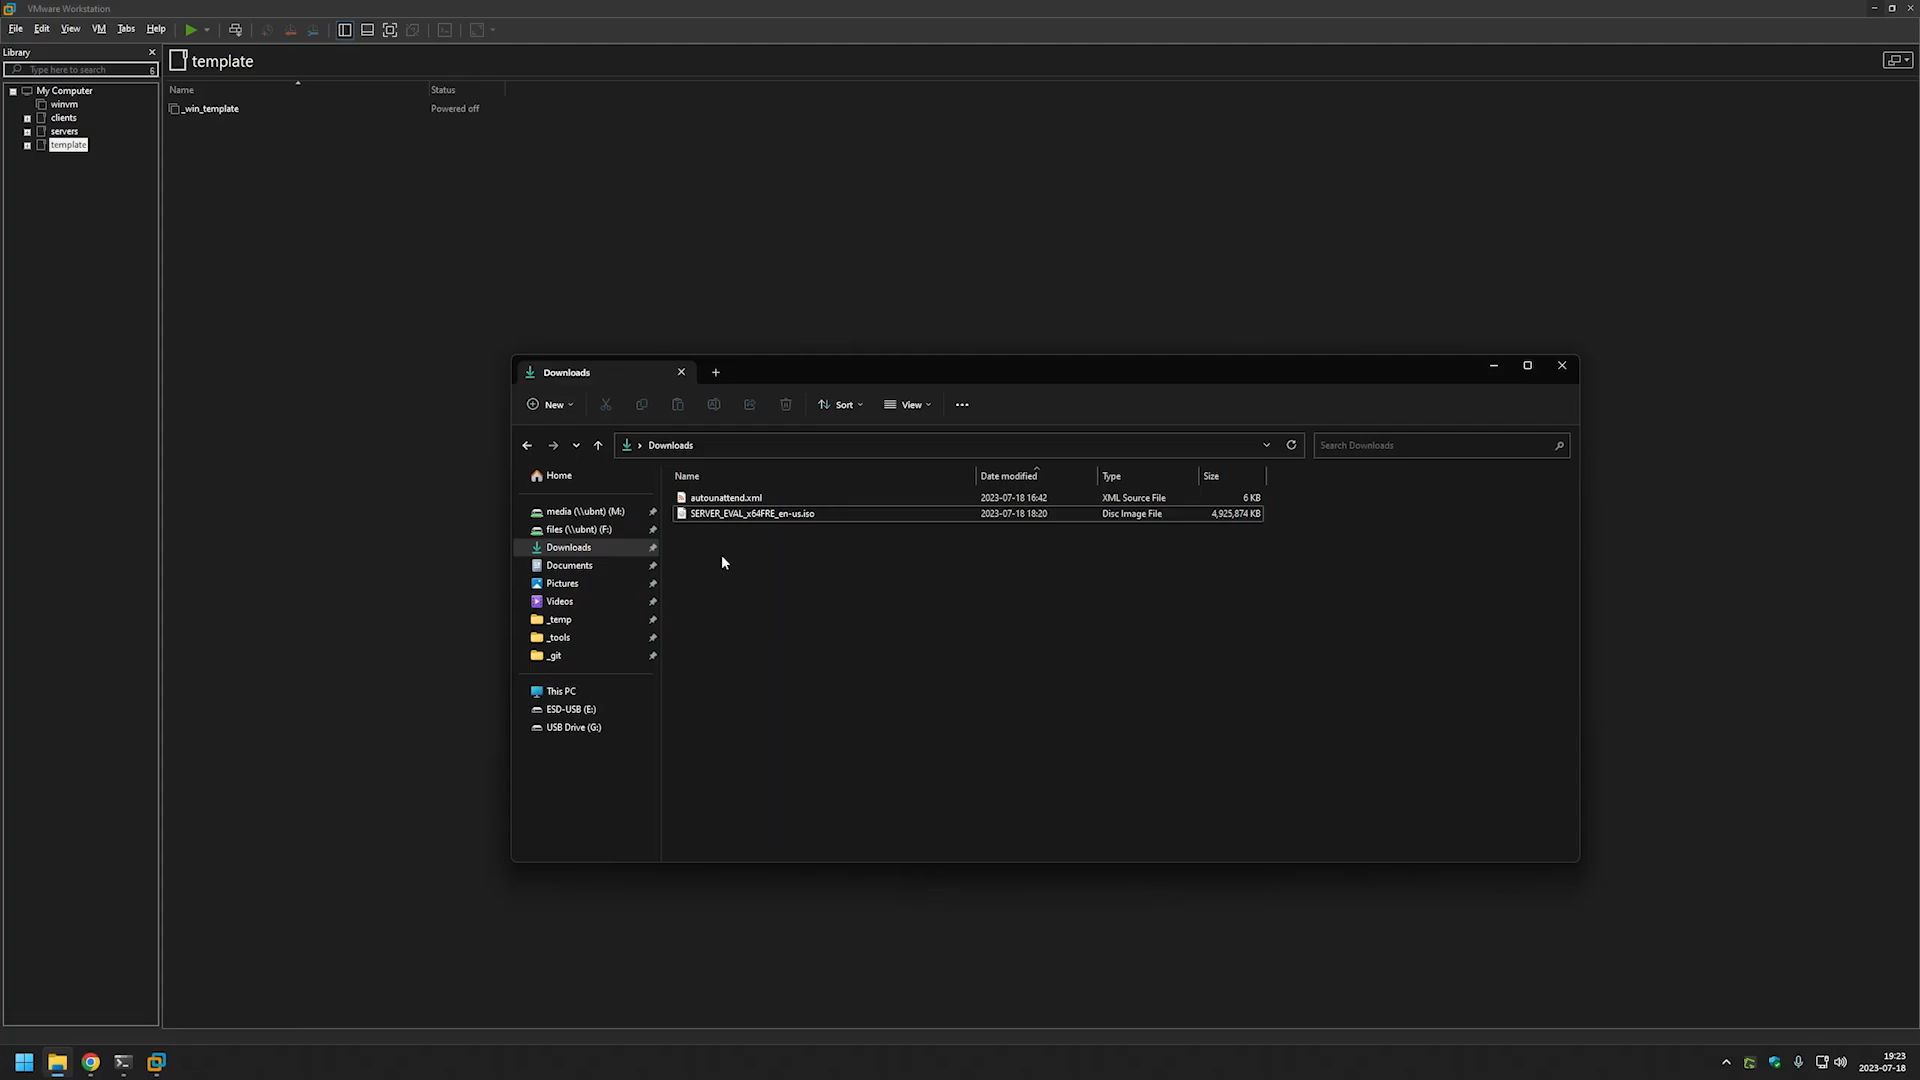 VMware Workstation
File Edit View VM Tabs Help
Library
Type here to search
My Computer
winvm
clients
servers
template
template
Name Status
_win_template Powered off
Downloads
New Sort View
Downloads
Search Downloads
Name Date modified Type Size
autounattend.xml 2023-07-18 16:42 XML Source File 6 KB
SERVER_EVAL_x64FRE_en-us.iso 2023-07-18 18:20 Disc Image File 4,925,874 KB
Home
media (\\ubnt) (M:)
files (\\ubnt) (F:)
Downloads
Documents
Pictures
Videos
_temp
_tools
_git
This PC
ESD-USB (E:)
USB Drive (G:)
19:23
2023-07-18